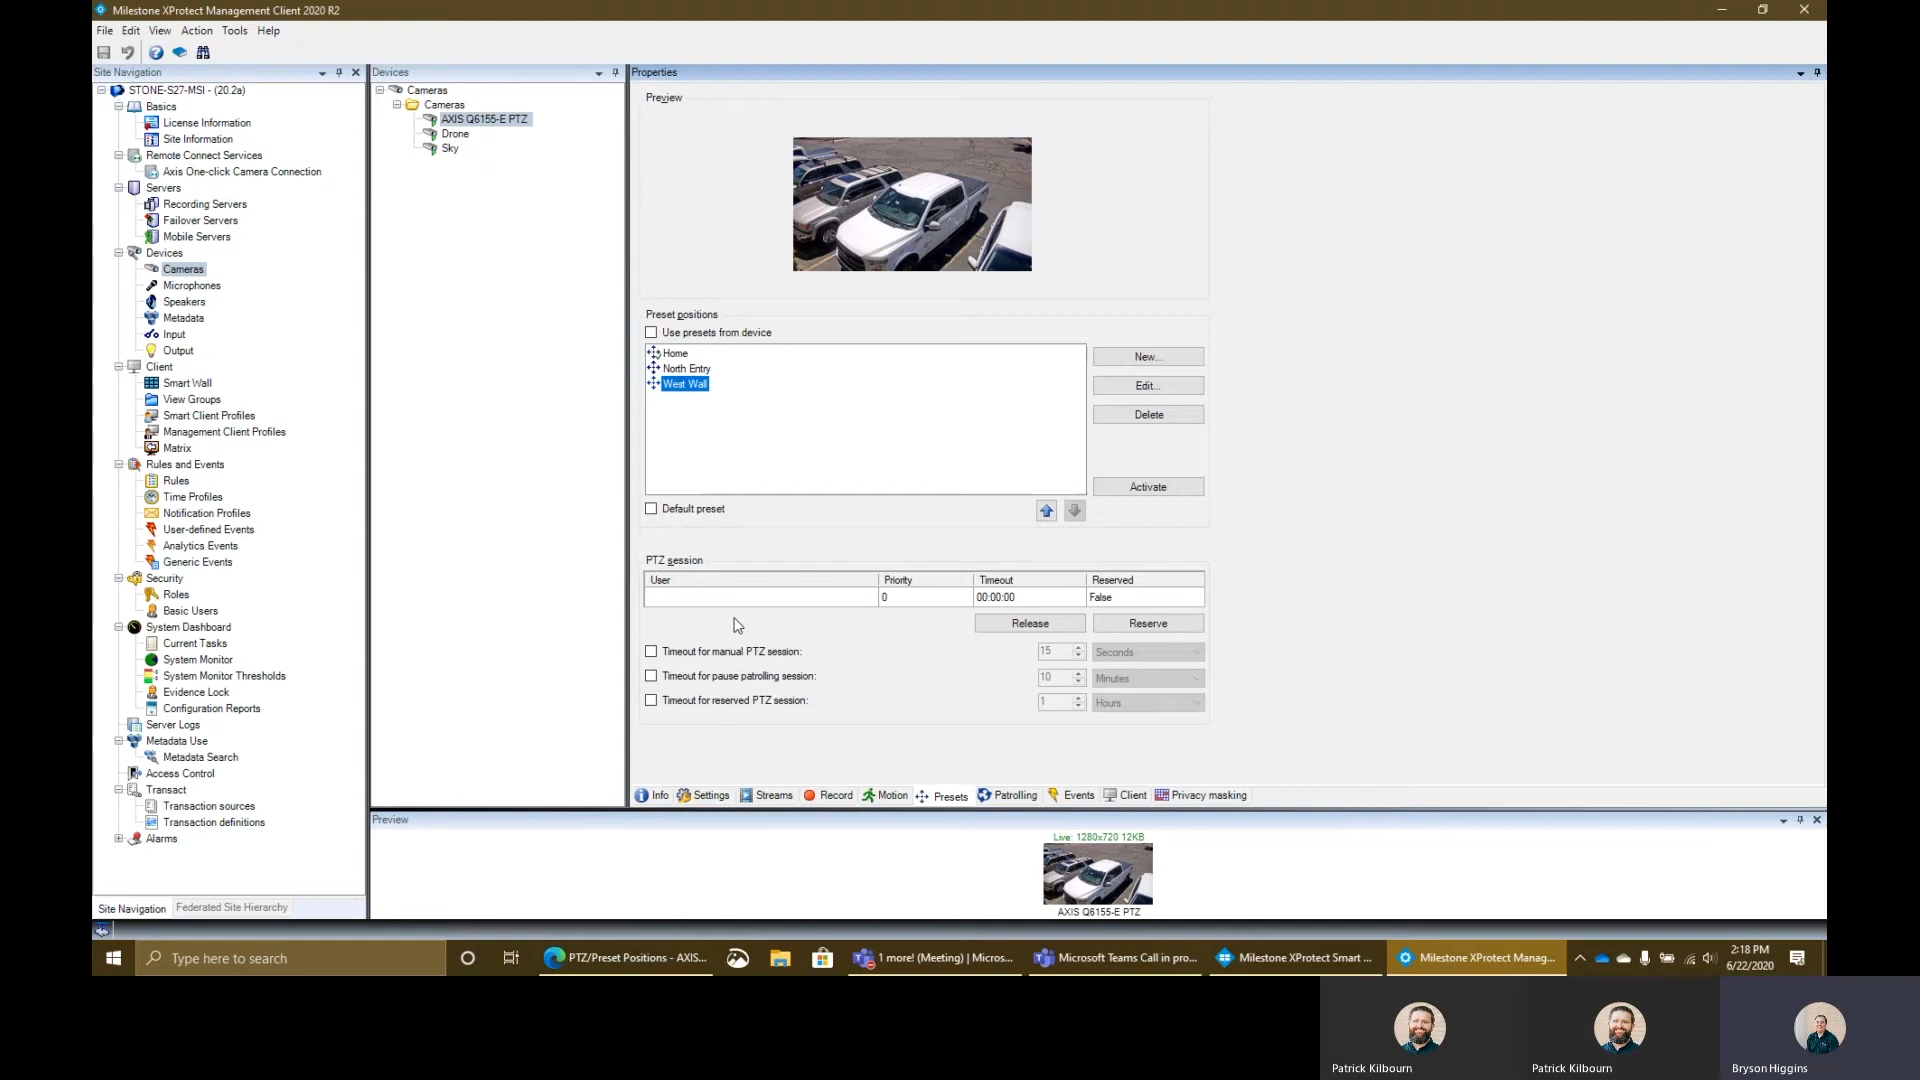 Milestone XProtect Management Client 2020 R2
File Edit View Action Tools Help
Site Navigation
STONE-S27-MSI - (20.2a)
Basics
License Information
Site Information
Remote Connect Services
Axis One-click Camera Connection
Servers
Recording Servers
Failover Servers
Mobile Servers
Devices
Cameras
Microphones
Speakers
Metadata
Input
Output
Client
Smart Wall
View Groups
Smart Client Profiles
Management Client Profiles
Matrix
Rules and Events
Rules
Time Profiles
Notification Profiles
User-defined Events
Analytics Events
Generic Events
Security
Roles
Basic Users
System Dashboard
Current Tasks
System Monitor
System Monitor Thresholds
Evidence Lock
Configuration Reports
Server Logs
Metadata Use
Metadata Search
Access Control
Transact
Transaction sources
Transaction definitions
Alarms
Site Navigation Federated Site Hierarchy
Devices
Cameras
Cameras
AXIS Q6155-E PTZ
Drone
Sky
Properties
Preview
Preset positions
Use presets from device
Home
North Entry
West Wall
New...
Edit...
Delete
Activate
Default preset
PTZ session
User Priority Timeout Reserved
0 00:00:00 False
Release Reserve
Timeout for manual PTZ session: 15 Seconds
Timeout for pause patrolling session: 10 Minutes
Timeout for reserved PTZ session: 1 Hours
Info Settings Streams Record Motion Presets Patrolling Events Client Privacy masking
Preview
Live: 1280x720 12KB
AXIS Q6155-E PTZ
Type here to search
PTZ/Preset Positions - AXIS...
1 more! (Meeting) | Micros...
Microsoft Teams Call in pro...
Milestone XProtect Smart ...
Milestone XProtect Manag...
2:18 PM
6/22/2020
Patrick Kilbourn
Patrick Kilbourn
Bryson Higgins